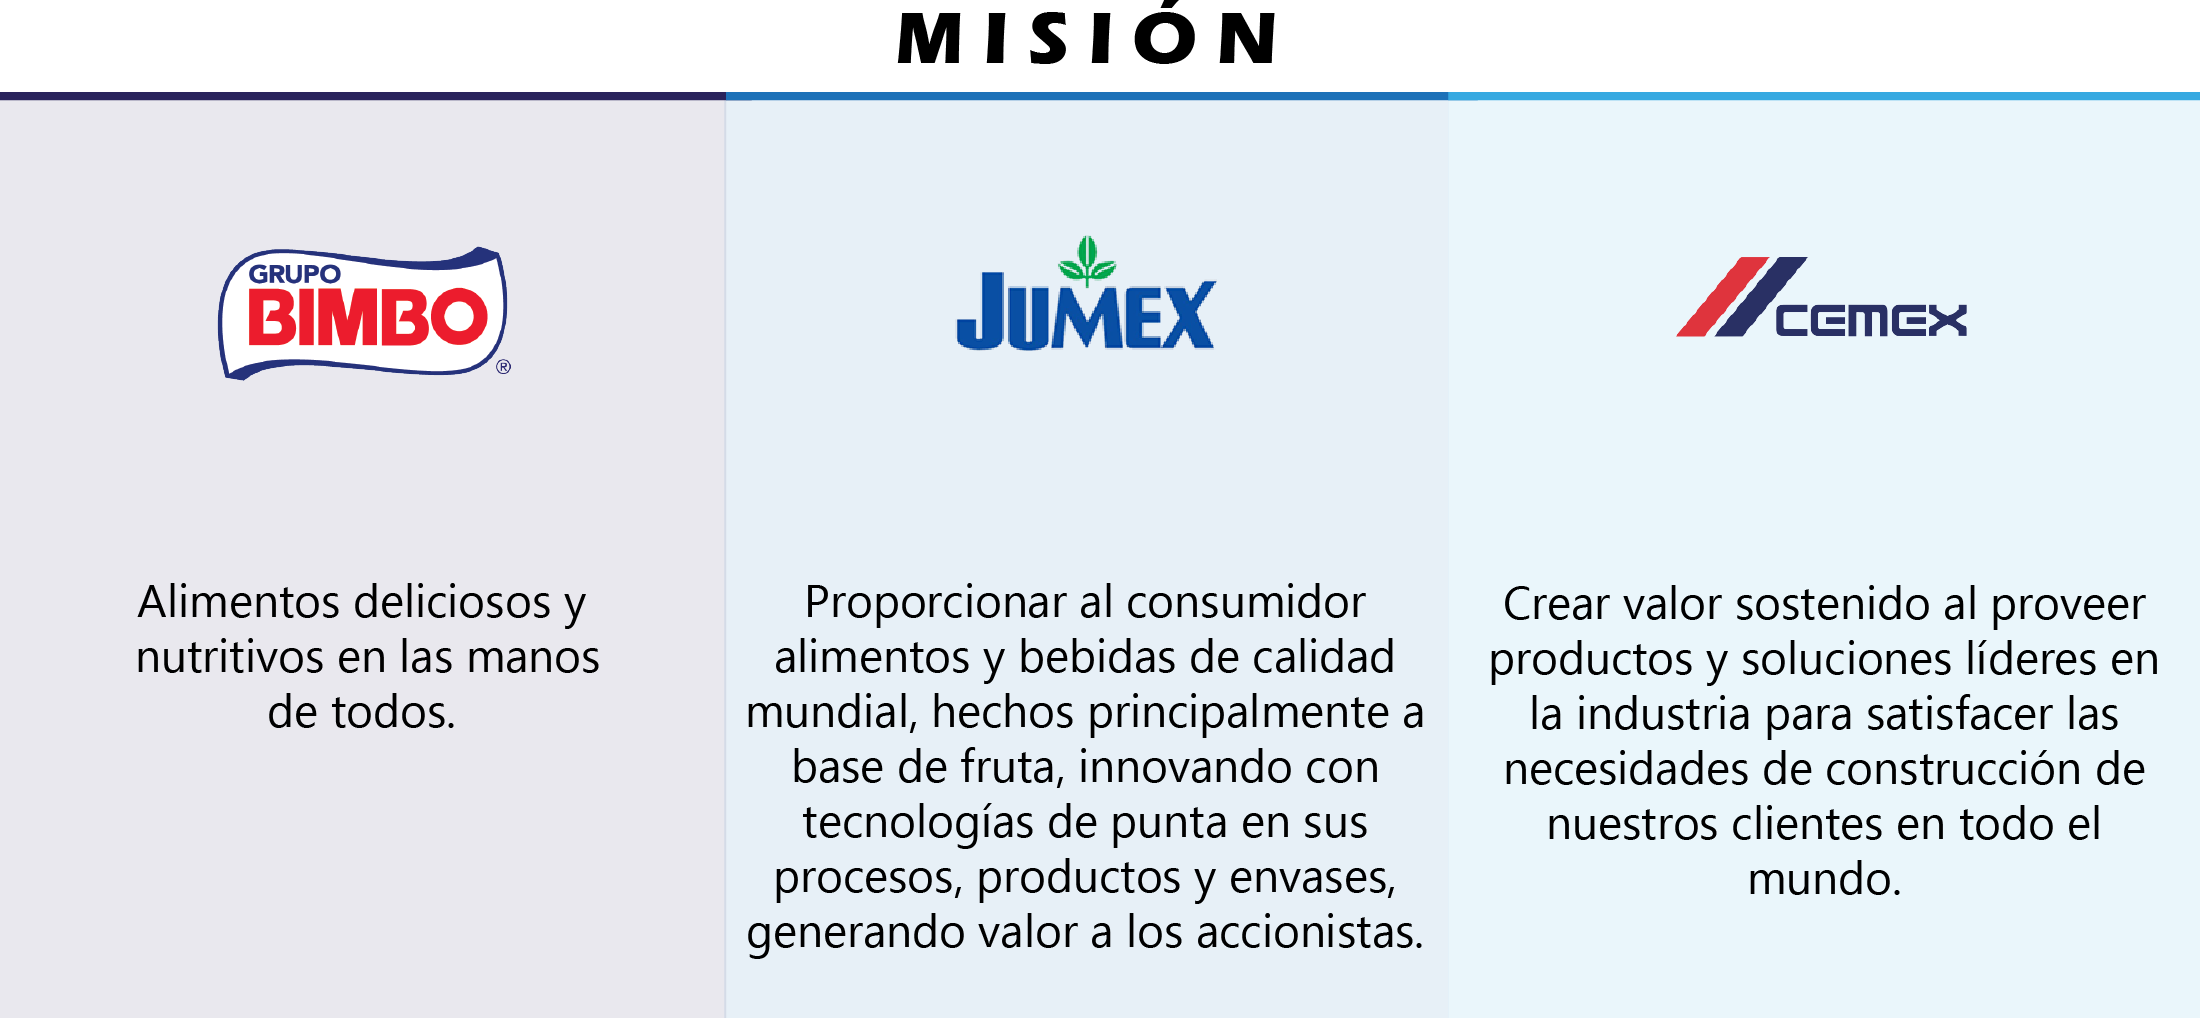 MISIÓN
GRUPO
BIMBO
®
Alimentos deliciosos y
nutritivos en las manos
de todos.
JUMEX
Proporcionar al consumidor
alimentos y bebidas de calidad
mundial, hechos principalmente a
base de fruta, innovando con
tecnologías de punta en sus
procesos, productos y envases,
generando valor a los accionistas.
CEMEX
Crear valor sostenido al proveer
productos y soluciones líderes en
la industria para satisfacer las
necesidades de construcción de
nuestros clientes en todo el
mundo.